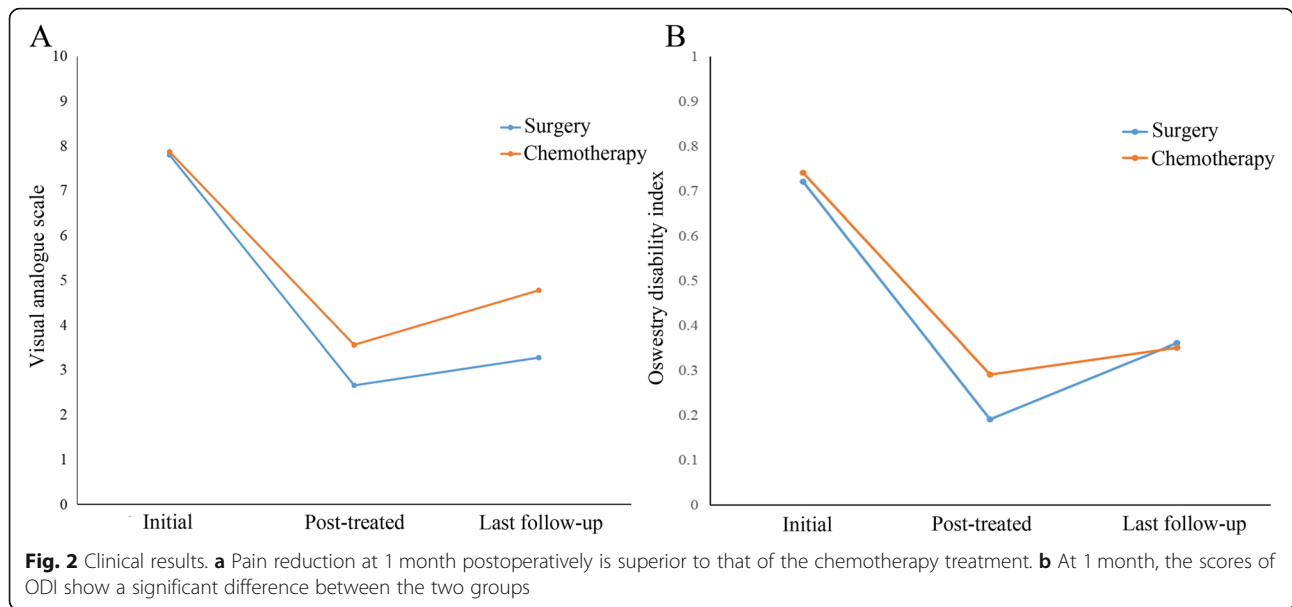 A
10
9
8
7
6
5
4
3
2
1
0
Visual analogue scale
Surgery
Chemotherapy
Initial
Post-treated
Last follow-up
B
1
0.9
0.8
0.7
0.6
0.5
0.4
0.3
0.2
0.1
0
Oswestry disability index
Surgery
Chemotherapy
Initial
Post-treated
Last follow-up
Fig. 2 Clinical results. a Pain reduction at 1 month postoperatively is superior to that of the chemotherapy treatment. b At 1 month, the scores of
ODI show a significant difference between the two groups